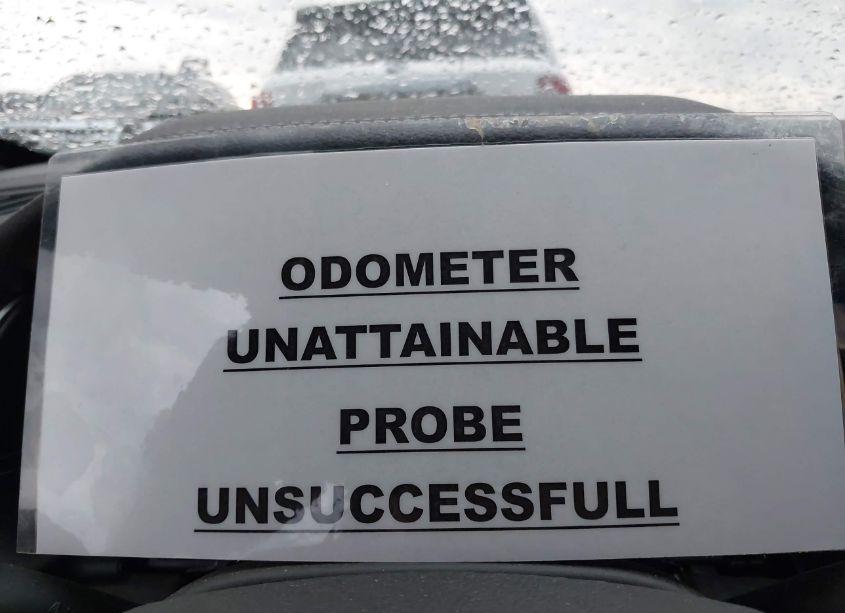 ODOMETER
UNATTAINABLE
PROBE
UNSUCCESSFULL